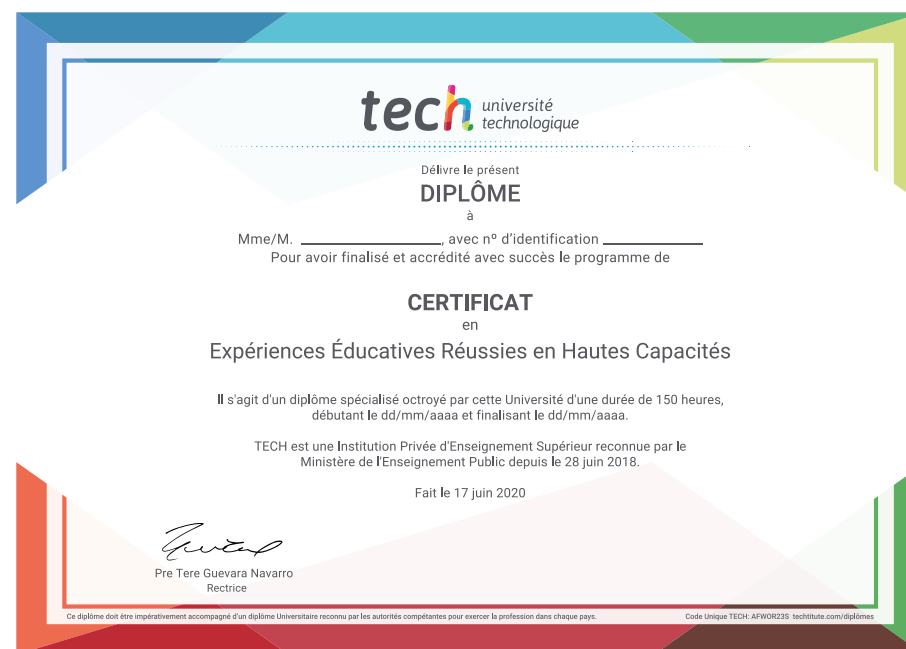 tech université
technologique
Délivre le présent
DIPLÔME
à
Mme/M. ____________________, avec nº d'identification ______________
Pour avoir finalisé et accrédité avec succès le programme de
CERTIFICAT
en
Expériences Éducatives Réussies en Hautes Capacités
Il s'agit d'un diplôme spécialisé octroyé par cette Université d'une durée de 150 heures,
débutant le dd/mm/aaaa et finalisant le dd/mm/aaaa.
TECH est une Institution Privée d'Enseignement Supérieur reconnue par le
Ministère de l'Enseignement Public depuis le 28 juin 2018.
Fait le 17 juin 2020
Pre Tere Guevara Navarro
Rectrice
Ce diplôme doit être impérativement accompagné d'un diplôme Universitaire reconnu par les autorités compétantes pour exercer la profession dans chaque pays.
Code Unique TECH: AFWOR23S techtitute.com/diplômes